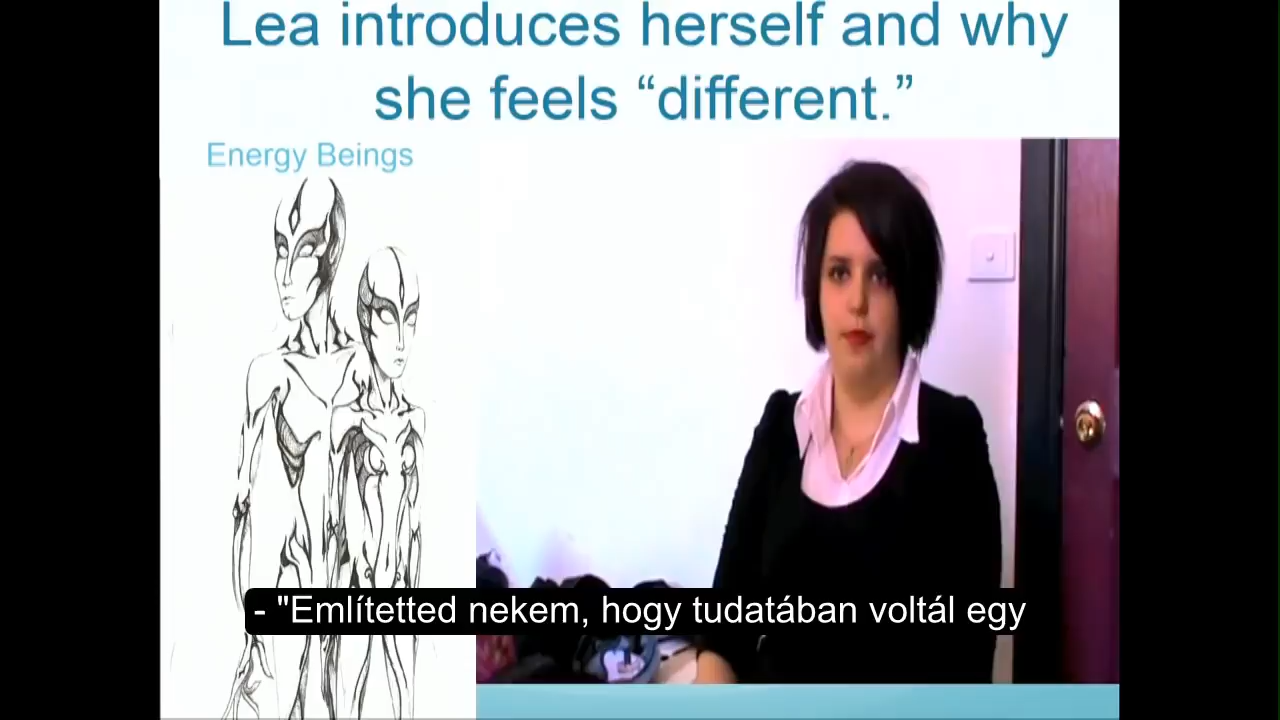 Lea introduces herself and why
she feels “different.”
Energy Beings
- "Említetted nekem, hogy tudatában voltál egy